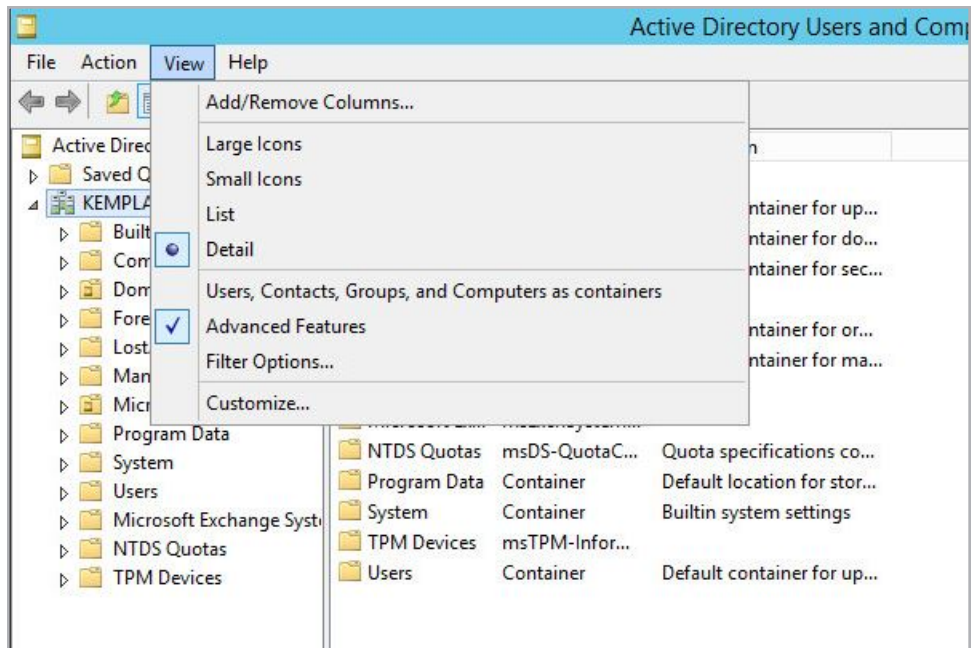 Active Directory Users and Comp
File Action View Help
Add/Remove Columns...
Large Icons
Small Icons
List
Detail
Users, Contacts, Groups, and Computers as containers
Advanced Features
Filter Options...
Customize...
Active Direc
Saved Q
KEMPLA
Built
Com
Dom
Fore
Lost
Man
Micr
Program Data
System
Users
Microsoft Exchange Syst
NTDS Quotas
TPM Devices
n
ntainer for up...
ntainer for do...
ntainer for sec...
ntainer for or...
ntainer for ma...
NTDS Quotas msDS-QuotaC... Quota specifications co...
Program Data Container Default location for stor...
System Container Builtin system settings
TPM Devices msTPM-Infor...
Users Container Default container for up...